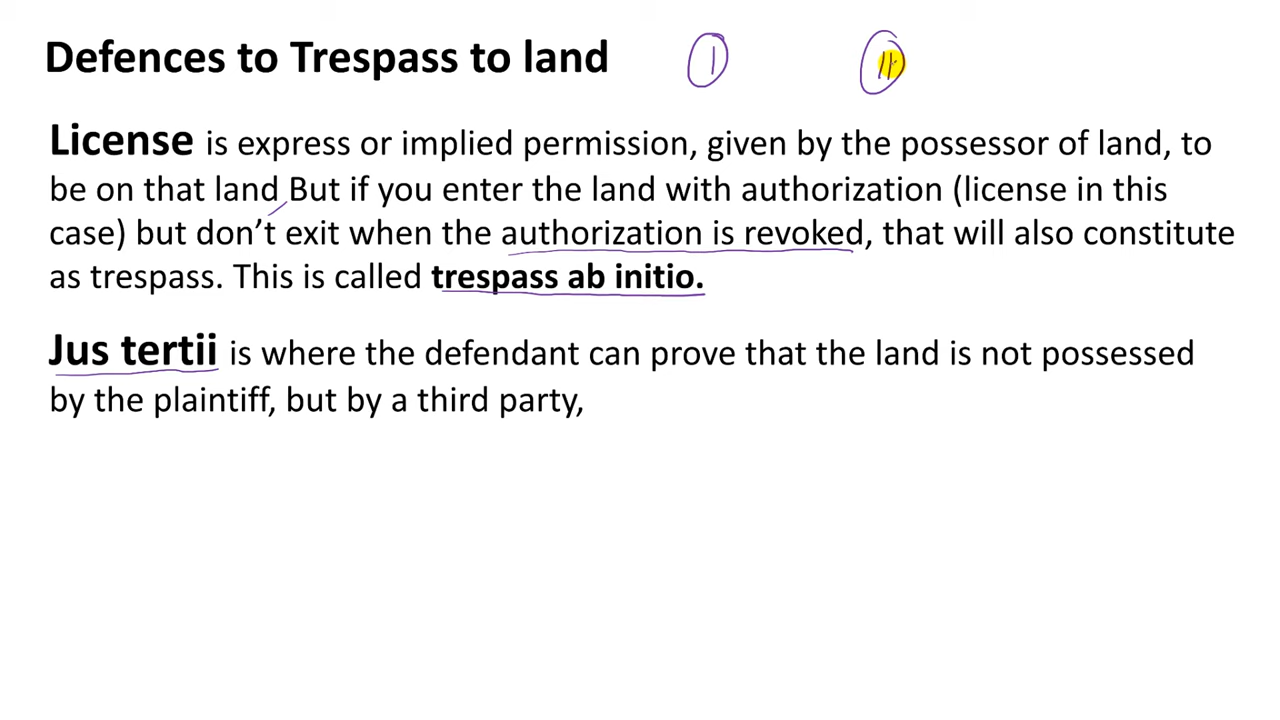 Defences to Trespass to land
License is express or implied permission, given by the possessor of land, to
be on that land But if you enter the land with authorization (license in this
case) but don’t exit when the authorization is revoked, that will also constitute
as trespass. This is called trespass ab initio.
Jus tertii is where the defendant can prove that the land is not possessed
by the plaintiff, but by a third party,